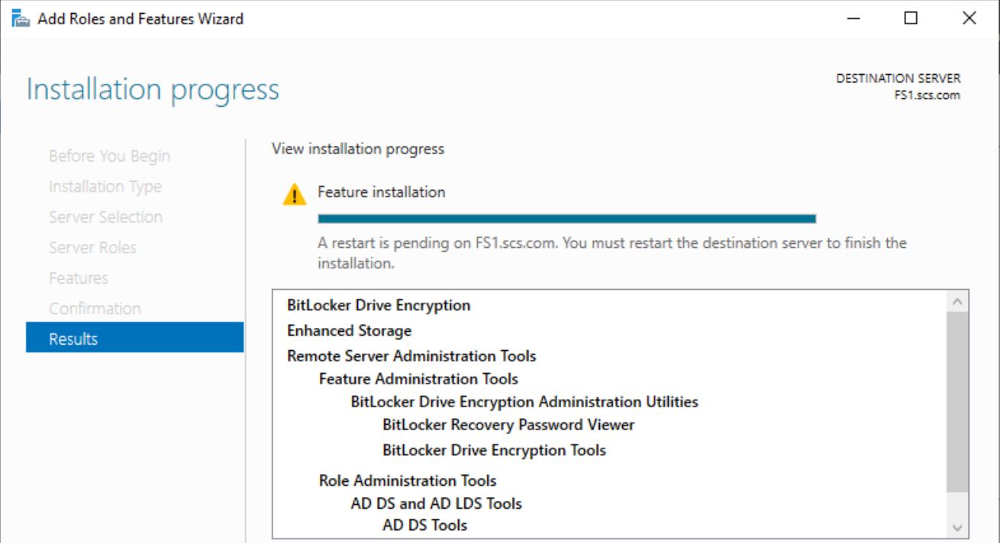 Add Roles and Features Wizard
Installation progress
DESTINATION SERVER
FS1.scs.com
Before You Begin
Installation Type
Server Selection
Server Roles
Features
Confirmation
Results
View installation progress
Feature installation
A restart is pending on FS1.scs.com. You must restart the destination server to finish the
installation.
BitLocker Drive Encryption
Enhanced Storage
Remote Server Administration Tools
Feature Administration Tools
BitLocker Drive Encryption Administration Utilities
BitLocker Recovery Password Viewer
BitLocker Drive Encryption Tools
Role Administration Tools
AD DS and AD LDS Tools
AD DS Tools